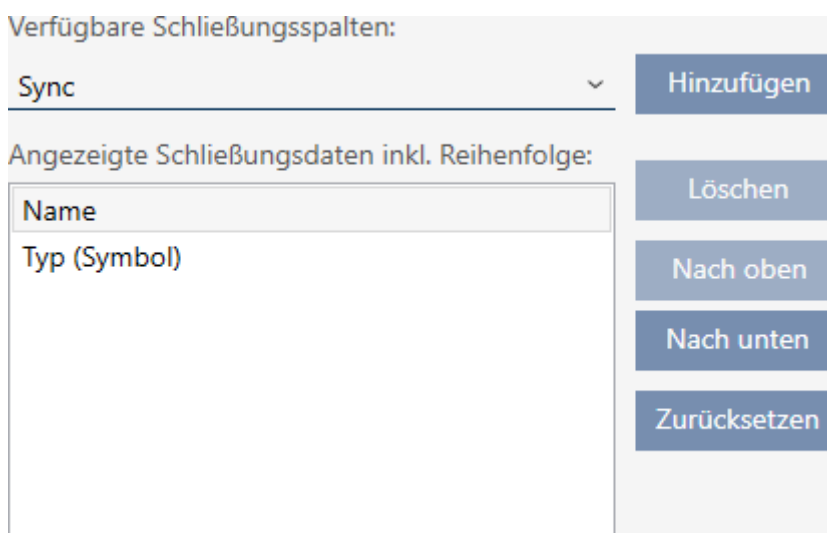 Verfügbare Schließungsspalten:
Sync
Hinzufügen
Angezeigte Schließungsdaten inkl. Reihenfolge:
Name
Typ (Symbol)
Löschen
Nach oben
Nach unten
Zurücksetzen